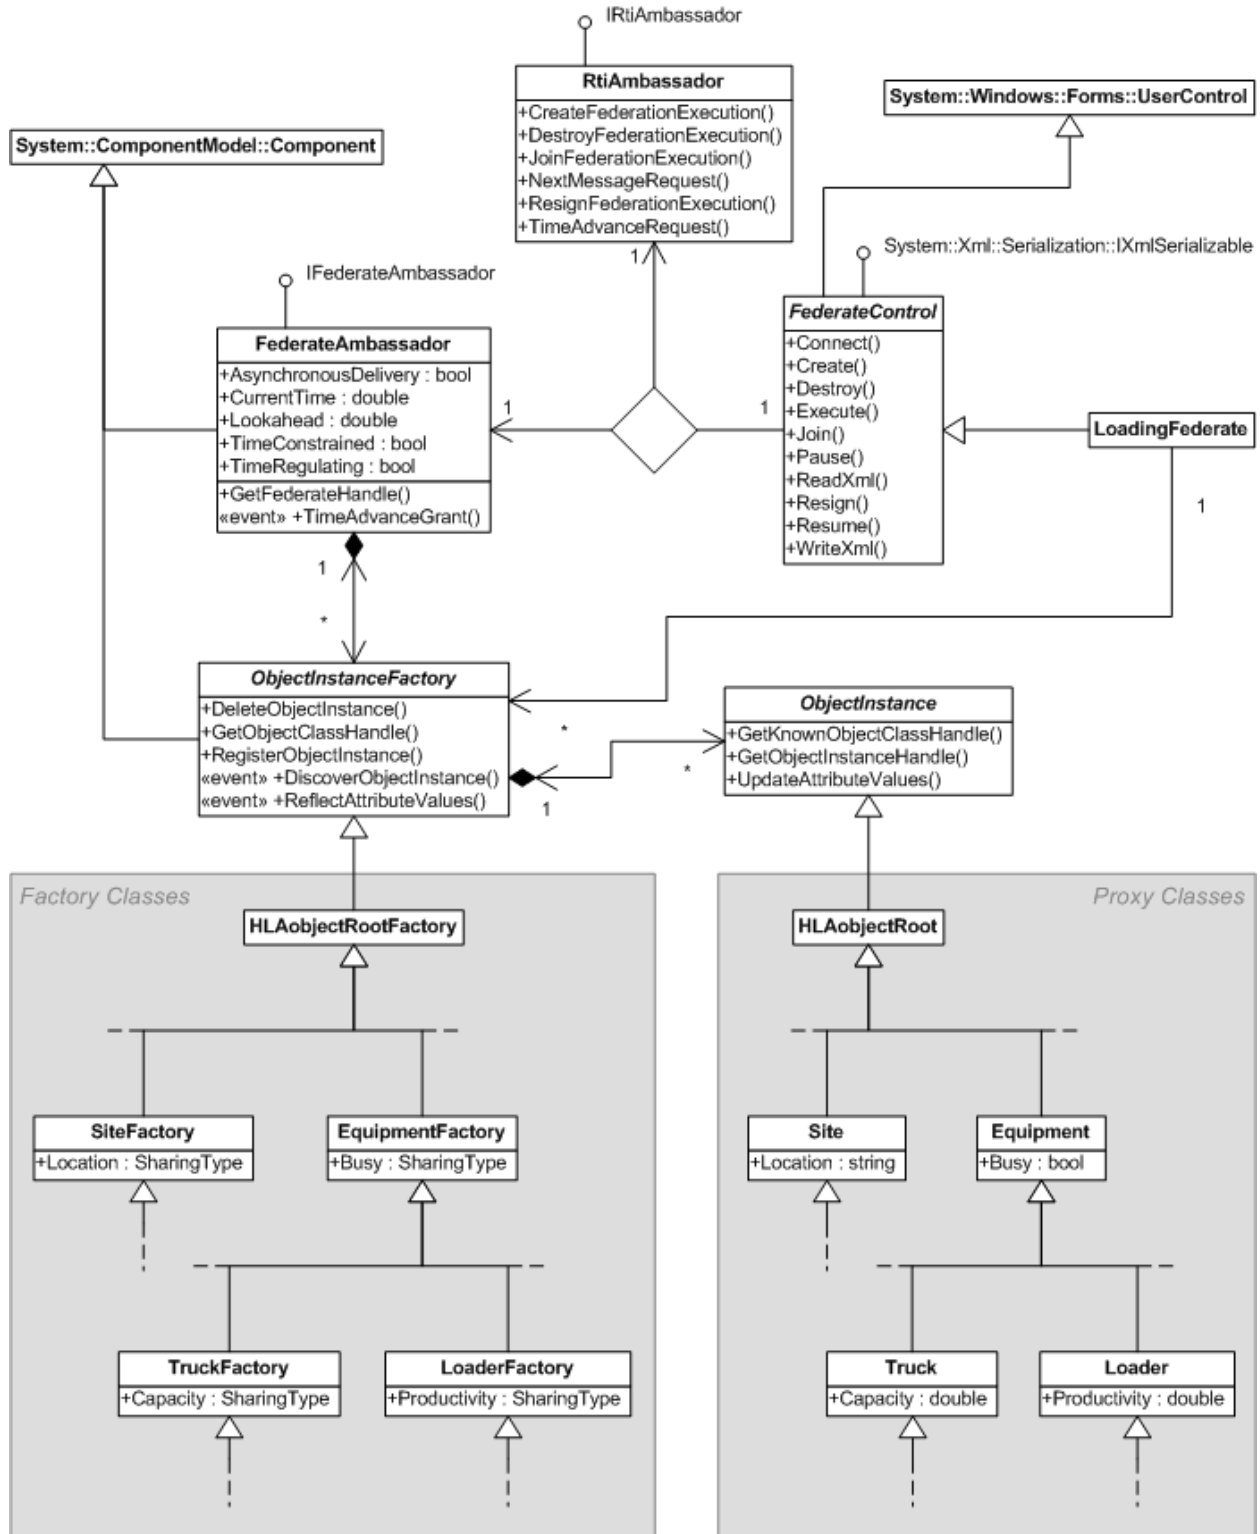 IRtiAmbassador
RtiAmbassador
+CreateFederationExecution()
+DestroyFederationExecution()
+JoinFederationExecution()
+NextMessageRequest()
+ResignFederationExecution()
+TimeAdvanceRequest()
1
System::Windows::Forms::UserControl
System::ComponentModel::Component
System::Xml::Serialization::IXmlSerializable
IFederateAmbassador
FederateAmbassador
+AsynchronousDelivery : bool
+CurrentTime : double
+Lookahead : double
+TimeConstrained : bool
+TimeRegulating : bool
+GetFederateHandle()
«event» +TimeAdvanceGrant()
1
1
FederateControl
+Connect()
+Create()
+Destroy()
+Execute()
+Join()
+Pause()
+ReadXml()
+Resign()
+Resume()
+WriteXml()
LoadingFederate
1
1
*
ObjectInstanceFactory
+DeleteObjectInstance()
+GetObjectClassHandle()
+RegisterObjectInstance()
«event» +DiscoverObjectInstance()
«event» +ReflectAttributeValues()
*
1
*
ObjectInstance
+GetKnownObjectClassHandle()
+GetObjectInstanceHandle()
+UpdateAttributeValues()
Factory Classes
HLAobjectRootFactory
SiteFactory
+Location : SharingType
EquipmentFactory
+Busy : SharingType
TruckFactory
+Capacity : SharingType
LoaderFactory
+Productivity : SharingType
Proxy Classes
HLAobjectRoot
Site
+Location : string
Equipment
+Busy : bool
Truck
+Capacity : double
Loader
+Productivity : double